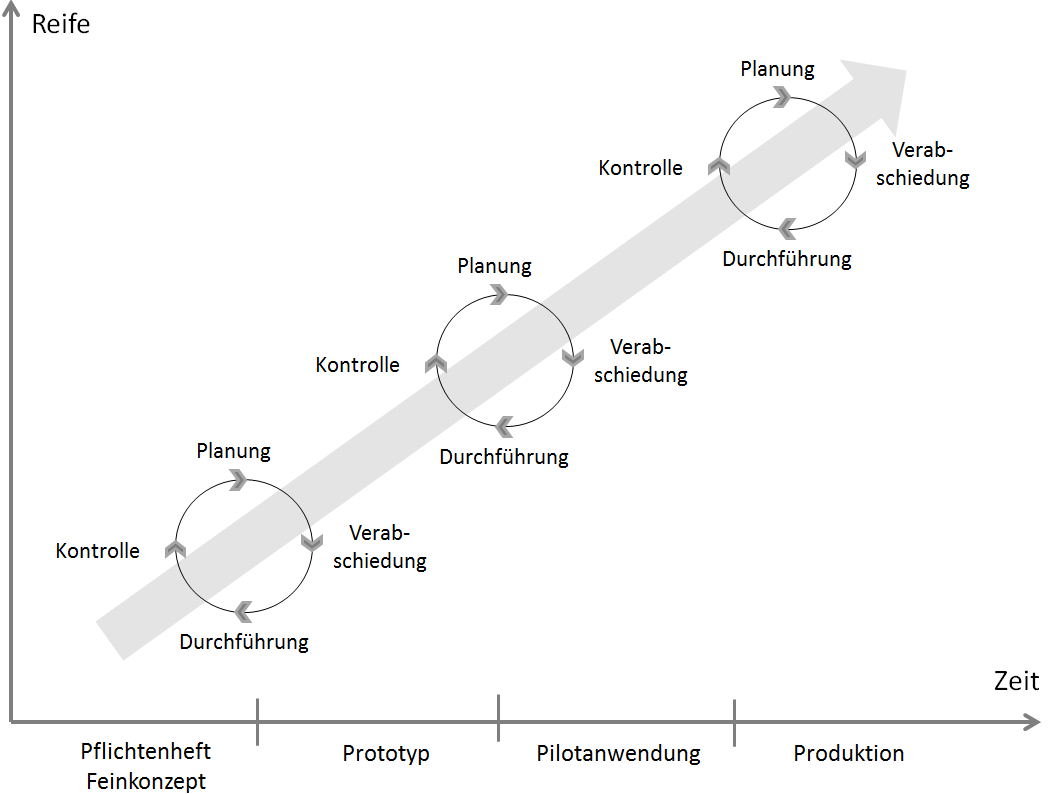 Reife
Planung
Kontrolle
Verab-
schiedung
Durchführung
Planung
Kontrolle
Verab-
schiedung
Durchführung
Planung
Kontrolle
Verab-
schiedung
Durchführung
Zeit
Pflichtenheft
Feinkonzept
Prototyp
Pilotanwendung
Produktion